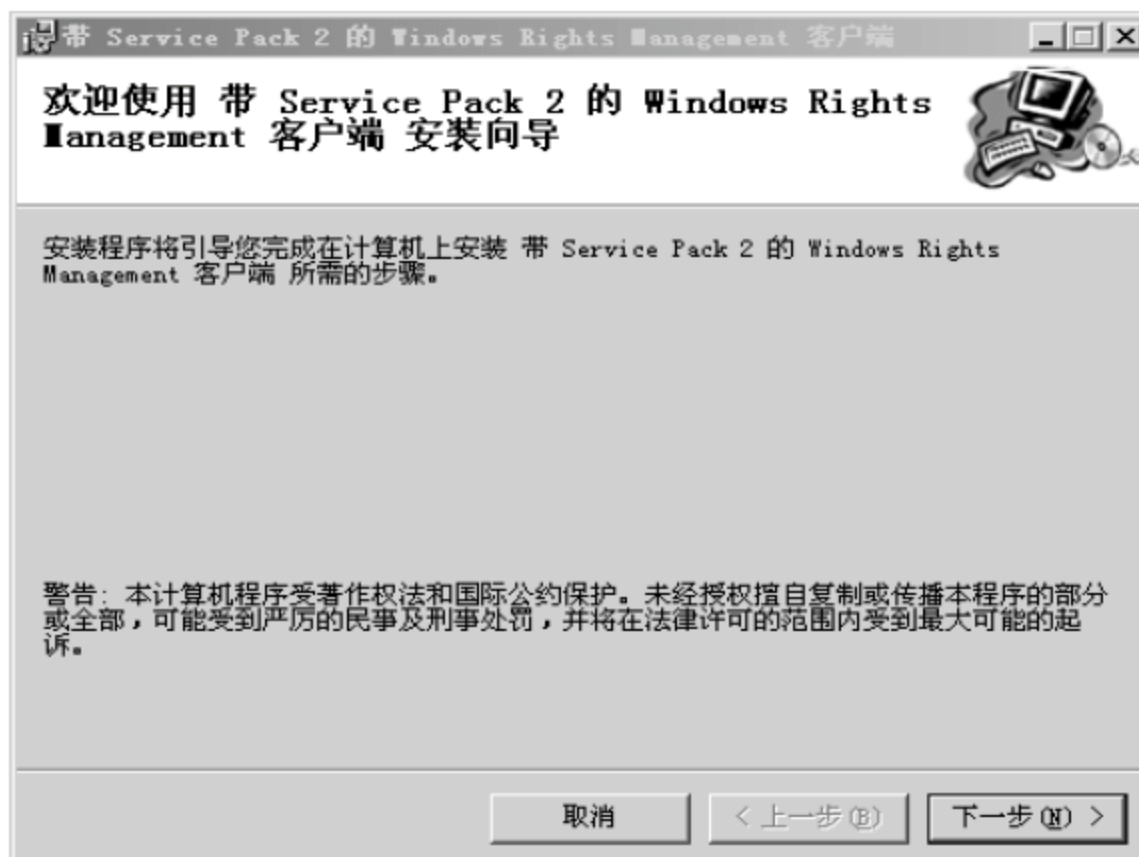 带 Service Pack 2 的 Windows Rights Management 客户端
欢迎使用 带 Service Pack 2 的 Windows Rights
Management 客户端 安装向导
安装程序将引导您完成在计算机上安装 带 Service Pack 2 的 Windows Rights
Management 客户端 所需的步骤。
警告: 本计算机程序受著作权法和国际公约保护。未经授权擅自复制或传播本程序的部分
或全部，可能受到严厉的民事及刑事处罚，并将在法律许可的范围内受到最大可能的起
诉。
取消 < 上一步(B) 下一步(N) >